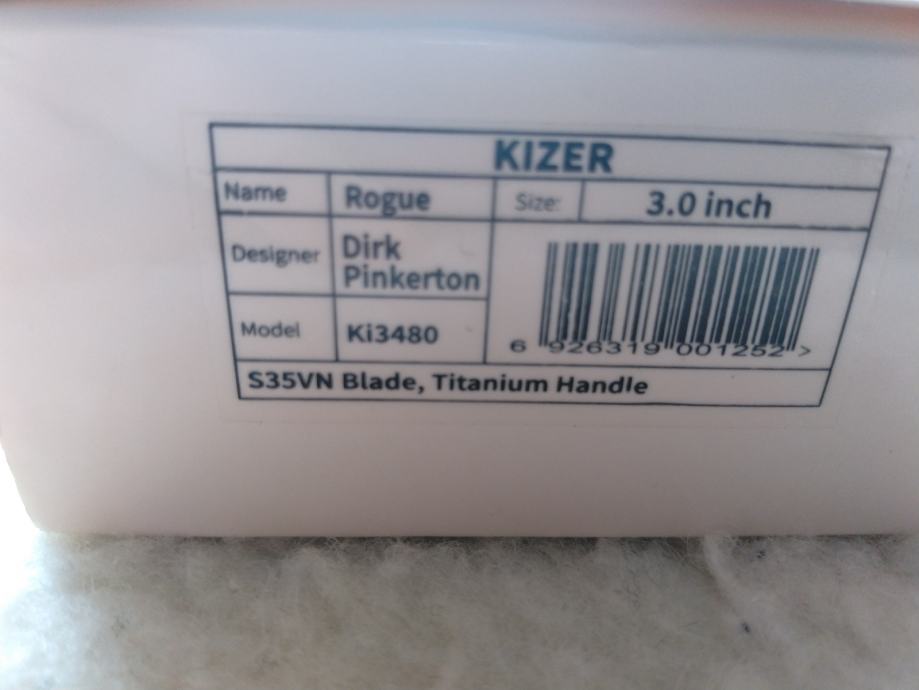 KIZER
Name Rogue Size: 3.0 inch
Designer Dirk
Pinkerton
Model Ki3480
6 926319 001252 >
S35VN Blade, Titanium Handle